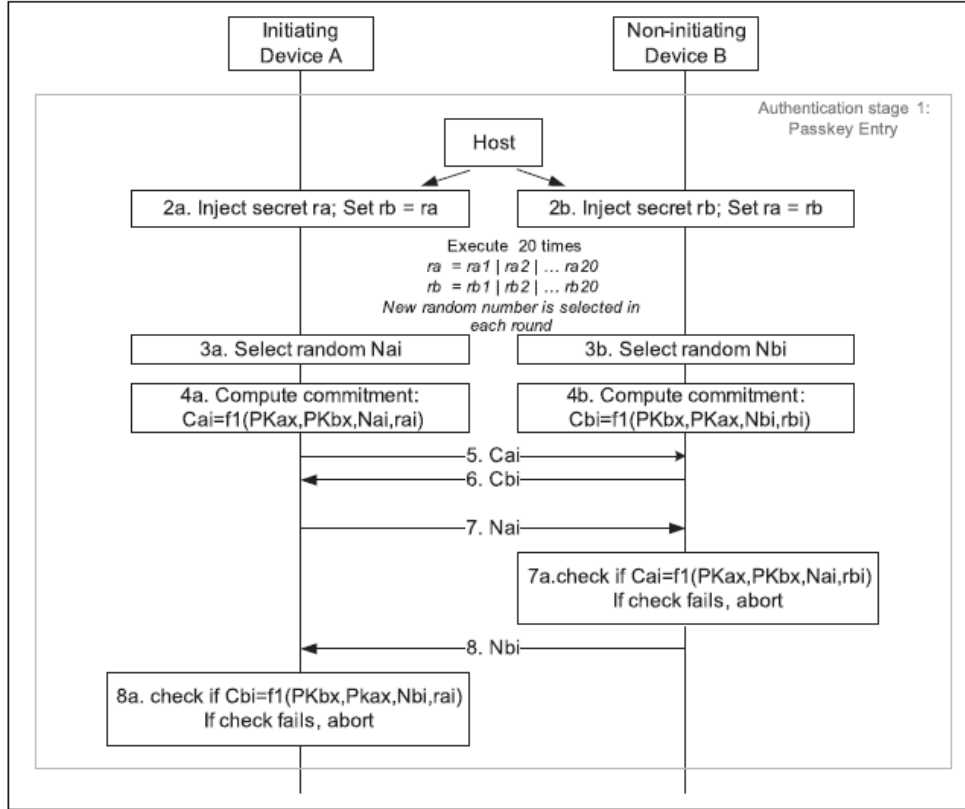 Initiating
Device A
Non-initiating
Device B
Authentication stage 1:
Passkey Entry
Host
2a. Inject secret ra; Set rb = ra
2b. Inject secret rb; Set ra = rb
Execute 20 times
ra = ra1 | ra2 | ... ra20
rb = rb1 | rb2 | ... rb20
New random number is selected in
each round
3a. Select random Nai
3b. Select random Nbi
4a. Compute commitment:
Cai=f1(PKax,PKbx,Nai,rai)
4b. Compute commitment:
Cbi=f1(PKbx,PKax,Nbi,rbi)
5. Cai
6. Cbi
7. Nai
7a.check if Cai=f1(PKax,PKbx,Nai,rbi)
If check fails, abort
8. Nbi
8a. check if Cbi=f1(PKbx,Pkax,Nbi,rai)
If check fails, abort